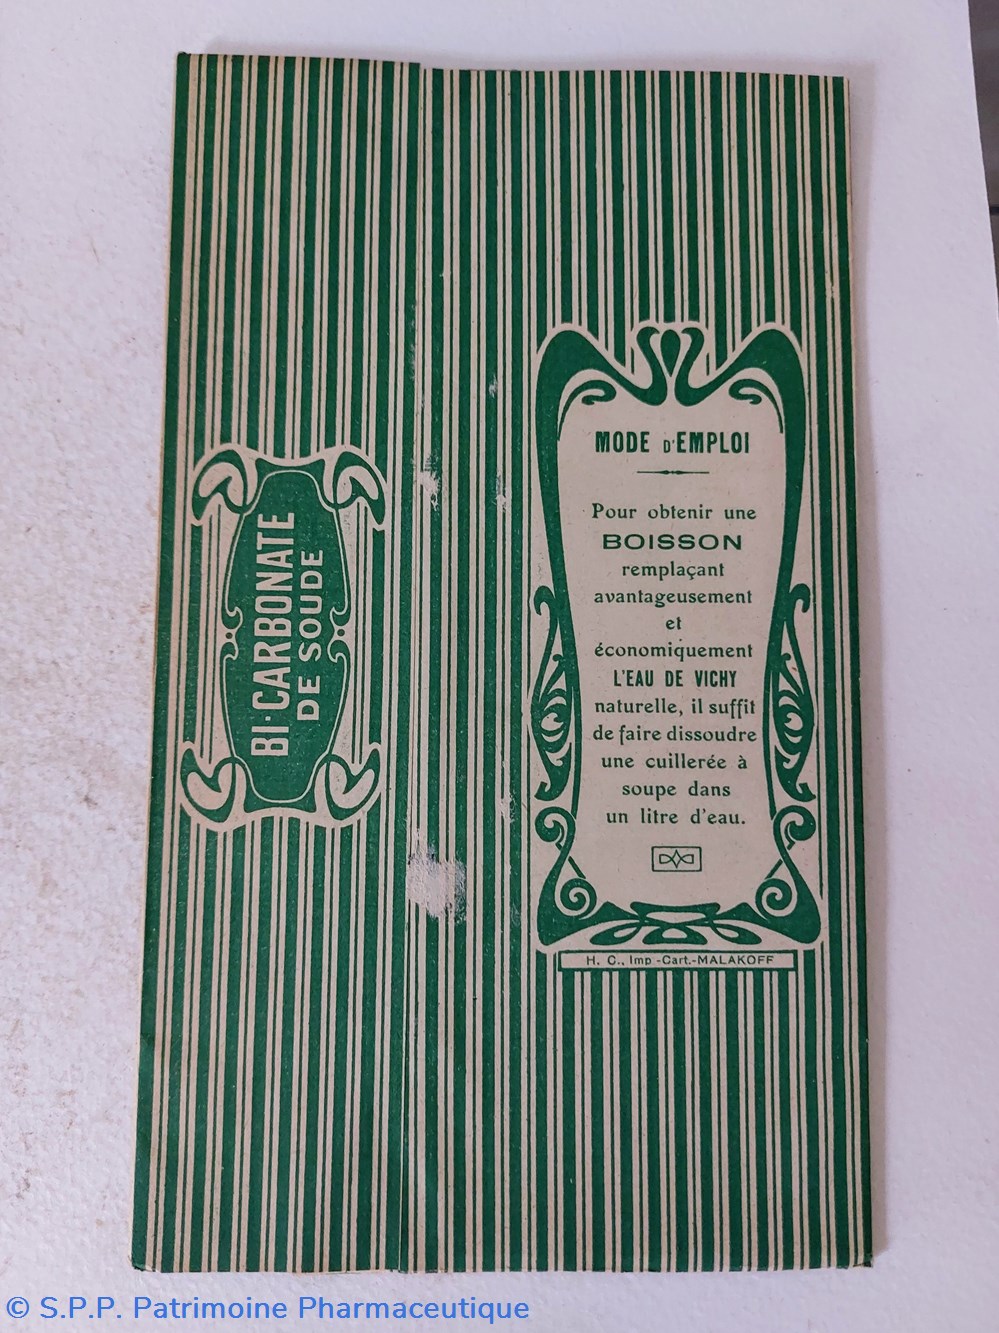 BI-CARBONATE
DE SOUDE
MODE D'EMPLOI
Pour obtenir une
BOISSON
remplaçant
avantageusement
et
économiquement
L'EAU DE VICHY
naturelle, il suffit
de faire dissoudre
une cuillerée à
soupe dans
un litre d'eau.
H. C., Imp.-Cart.-MALAKOFF
© S.P.P. Patrimoine Pharmaceutique